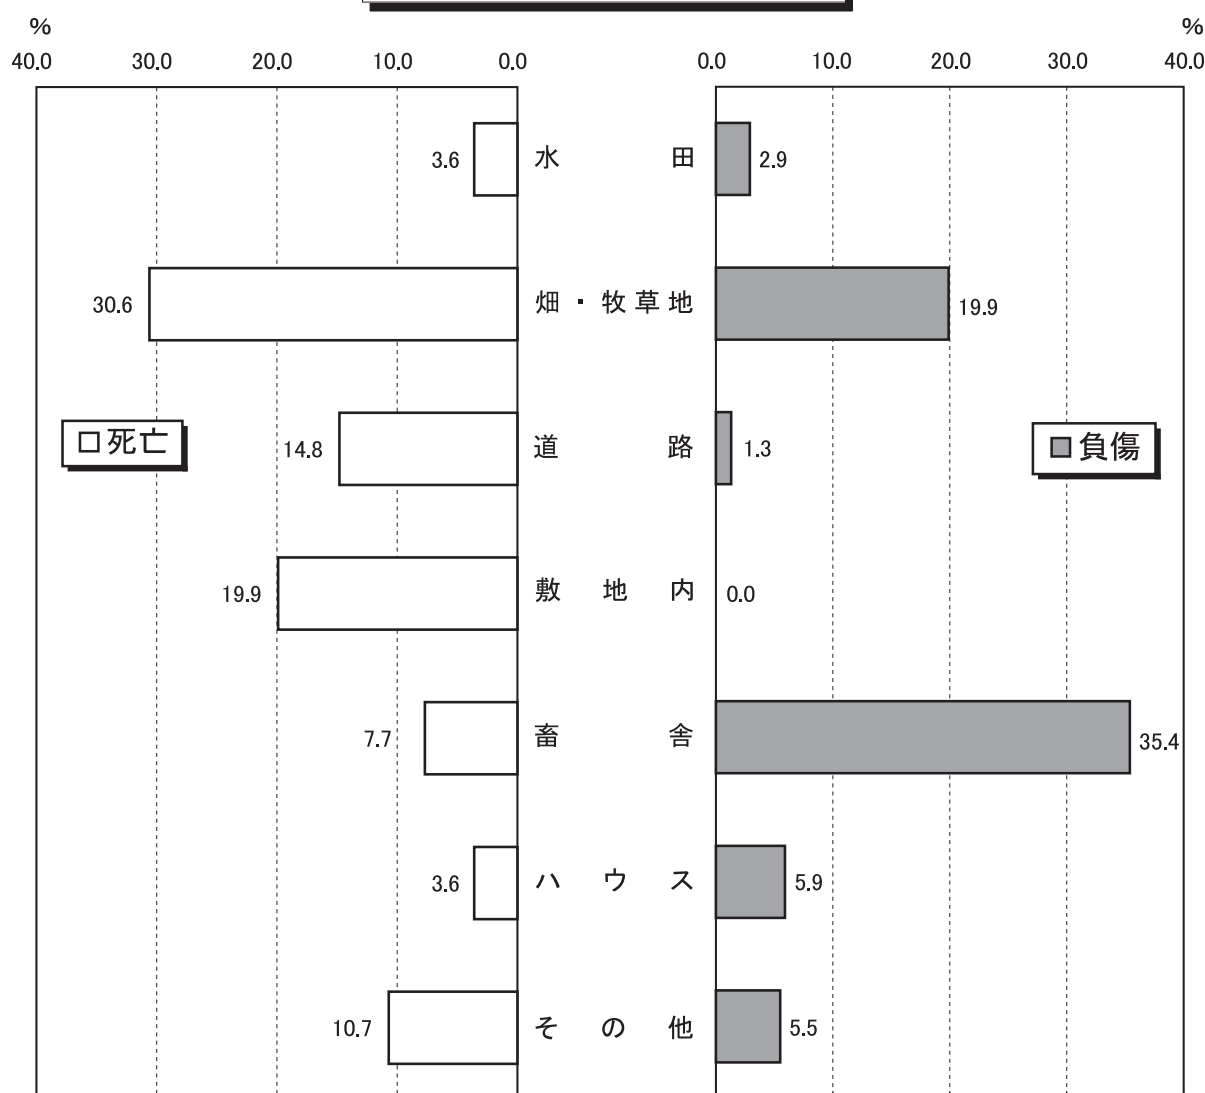 % %
40.0 30.0 20.0 10.0 0.0 0.0 10.0 20.0 30.0 40.0
3.6 水田 2.9
30.6 畑・牧草地 19.9
□死亡 14.8 道路 1.3 ■負傷
19.9 敷地内 0.0
7.7 畜舎 35.4
3.6 ハウス 5.9
10.7 その他 5.5